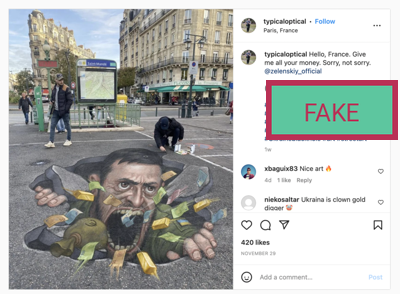 typicaloptical • Follow
Paris, France
typicaloptical Hello, France. Give
me all your money. Sorry, not sorry.
@zelenskiy_official
FAKE
1w
xbaguix83 Nice art 🔥
4d 1 like Reply
niekosaltar Ukraina is clown gold
digger
420 likes
NOVEMBER 29
Add a comment...
Post